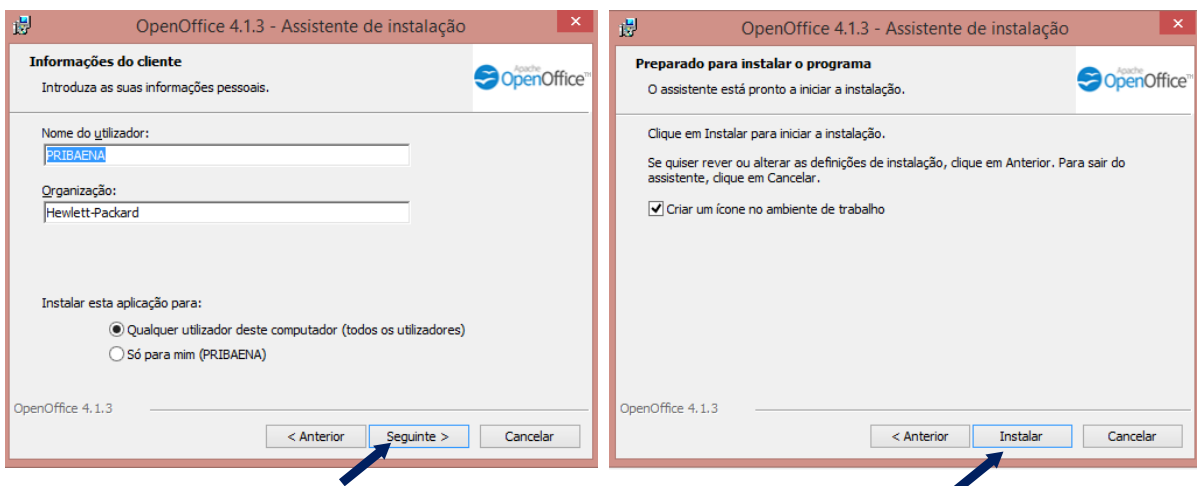 OpenOffice 4.1.3 - Assistente de instalação
Informações do cliente
Introduza as suas informações pessoais.
Apache
OpenOffice™
Nome do utilizador:
PRIBAENA
Organização:
Hewlett-Packard
Instalar esta aplicação para:
Qualquer utilizador deste computador (todos os utilizadores)
Só para mim (PRIBAENA)
OpenOffice 4.1.3
< Anterior Seguinte > Cancelar
OpenOffice 4.1.3 - Assistente de instalação
Preparado para instalar o programa
O assistente está pronto a iniciar a instalação.
Apache
OpenOffice™
Clique em Instalar para iniciar a instalação.
Se quiser rever ou alterar as definições de instalação, clique em Anterior. Para sair do
assistente, clique em Cancelar.
Criar um ícone no ambiente de trabalho
OpenOffice 4.1.3
< Anterior Instalar Cancelar